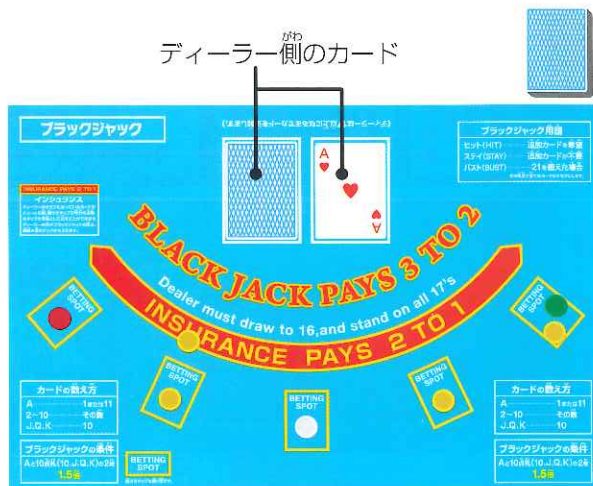 がわ
ディーラー側のカード
ブラックジャック
ブラックジャック用語
ヒット(HIT) 追加カードを希望
ステイ(STAY) 追加カードが不要
バスト(BUST) 21を超えた場合
A
A
INSURANCE PAYS 2 TO 1
インシュランス
BLACK JACK PAYS 3 TO 2
Dealer must draw to 16, and stand on all 17's
INSURANCE PAYS 2 TO 1
BETTING
SPOT
BETTING
SPOT
BETTING
SPOT
BETTING
SPOT
BETTING
SPOT
カードの数え方
A 1または11
2~10 その数
J.Q.K 10
ブラックジャックの条件
Aと10点札(10.J.Q.K)の2枚
1.5倍
BETTING
SPOT
カードの数え方
A 1または11
2~10 その数
J.Q.K 10
ブラックジャックの条件
Aと10点札(10.J.Q.K)の2枚
1.5倍